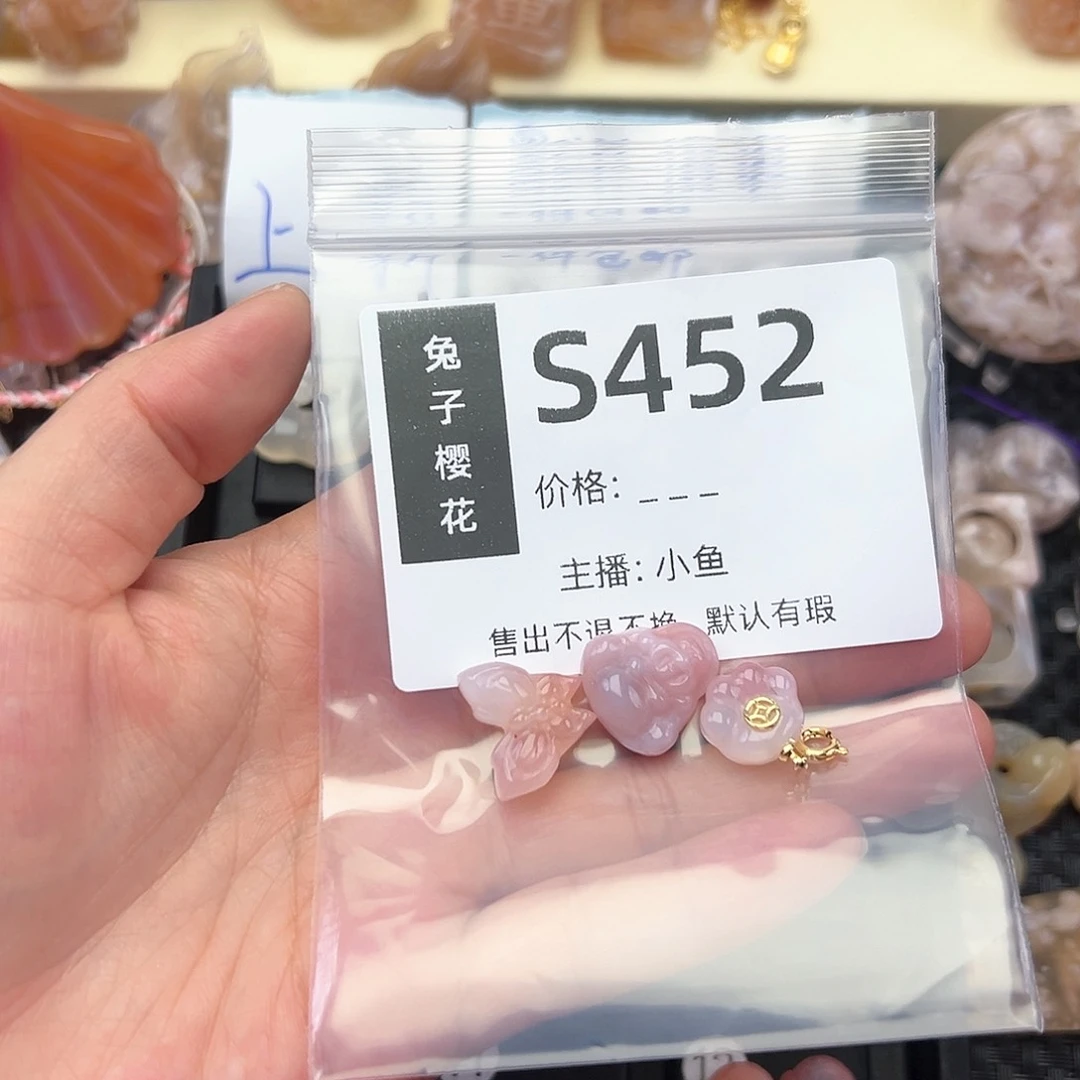 上
兔子樱花
S452
价格: _ _ _
主播: 小鱼
售出不退不换 默认有瑕